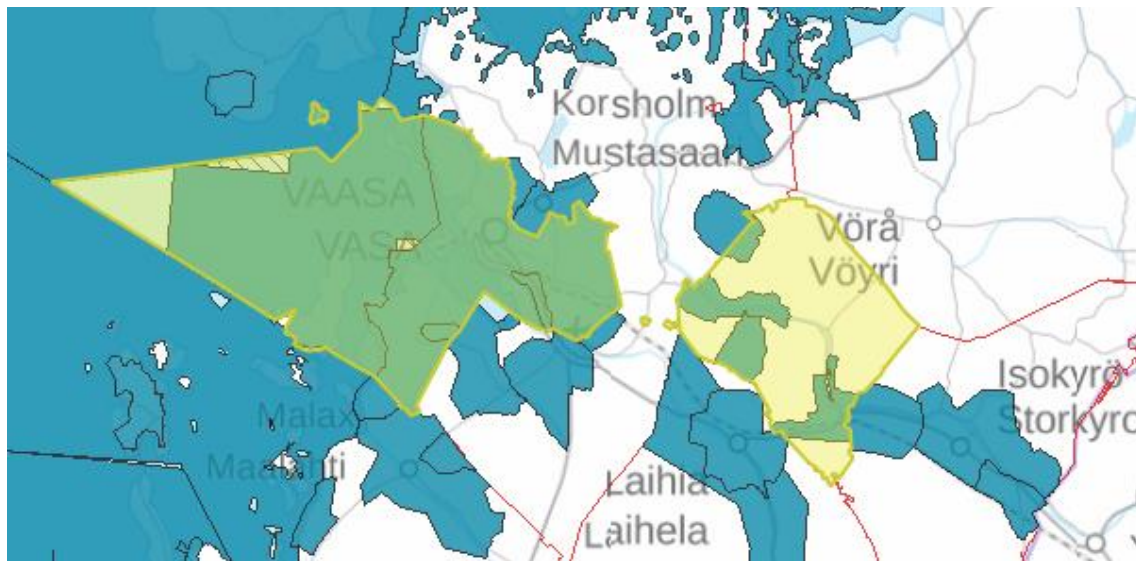 Korsholm
Mustasaari
VAASA
VASA
Vörå
Vöyri
Isokyrö
Storkyro
Malax
Maalahti
Laihia
Laihela